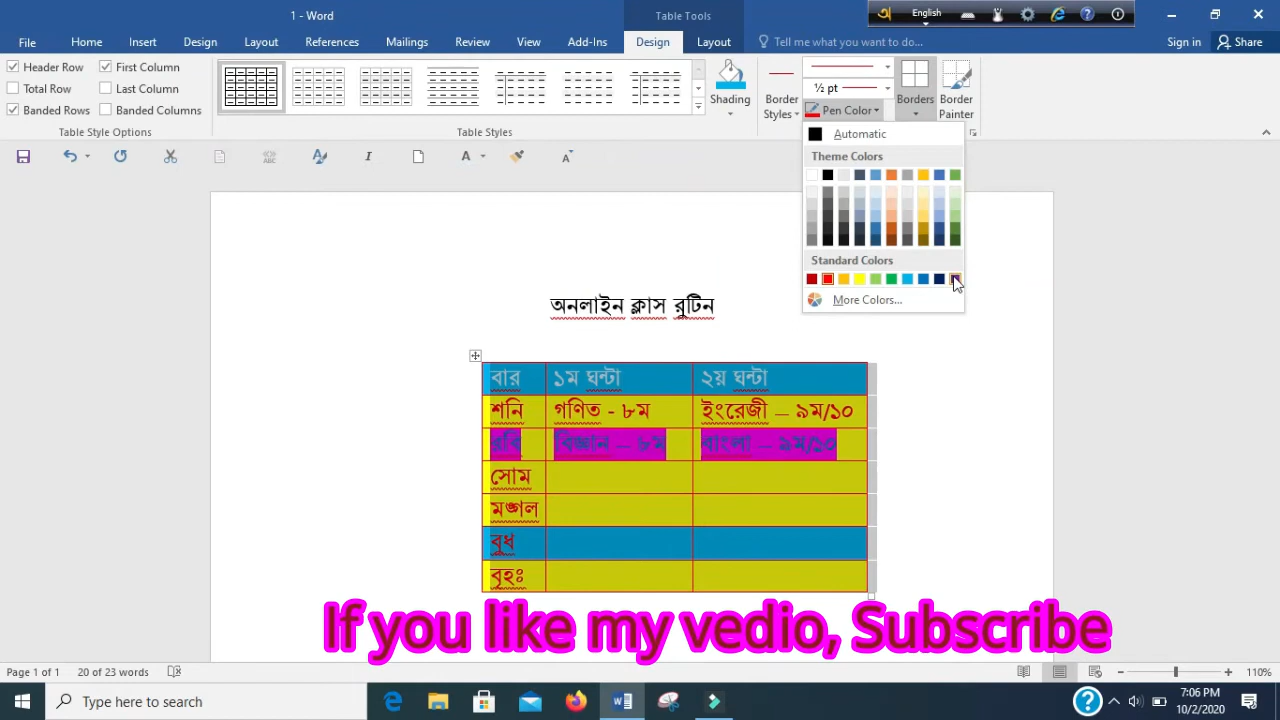 1 - Word
Table Tools
English
File Home Insert Design Layout References Mailings Review View Add-Ins Design Layout Tell me what you want to do... Sign in Share
Header Row First Column
Total Row Last Column
Banded Rows Banded Columns
Table Style Options
Table Styles
Shading
Border Styles
½ pt
Pen Color
Borders
Border Painter
Automatic
Theme Colors
Standard Colors
More Colors...
অনলাইন ক্লাস রুটিন
বার ১ম ঘন্টা ২য় ঘন্টা
শনি গণিত - ৮ম ইংরেজী – ৯ম/১০
রবি বিজ্ঞান – ৮ম বাংলা – ৯ম/১০
সোম
মঙ্গল
বুধ
বৃহঃ
If you like my vedio, Subscribe
Page 1 of 1 20 of 23 words 110%
Type here to search
7:06 PM
10/2/2020